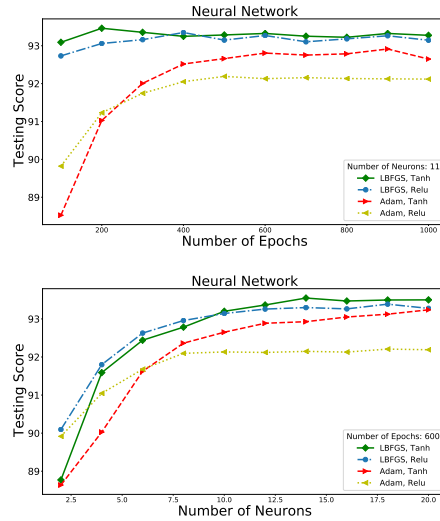 Neural Network
Testing Score
93
92
91
90
89
200
400
600
800
1000
Number of Epochs
Number of Neurons: 11
LBFGS, Tanh
LBFGS, Relu
Adam, Tanh
Adam, Relu
Neural Network
Testing Score
93
92
91
90
89
2.5
5.0
7.5
10.0
12.5
15.0
17.5
20.0
Number of Neurons
Number of Epochs: 600
LBFGS, Tanh
LBFGS, Relu
Adam, Tanh
Adam, Relu